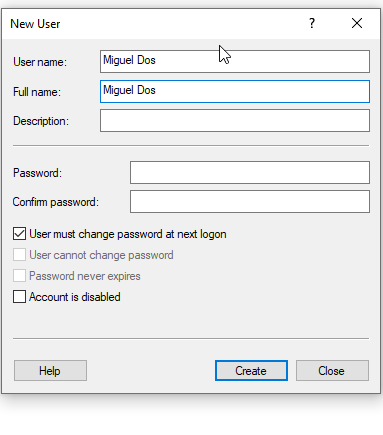 New User
?
User name: Miguel Dos
Full name: Miguel Dos
Description:
Password:
Confirm password:
User must change password at next logon
User cannot change password
Password never expires
Account is disabled
Help Create Close